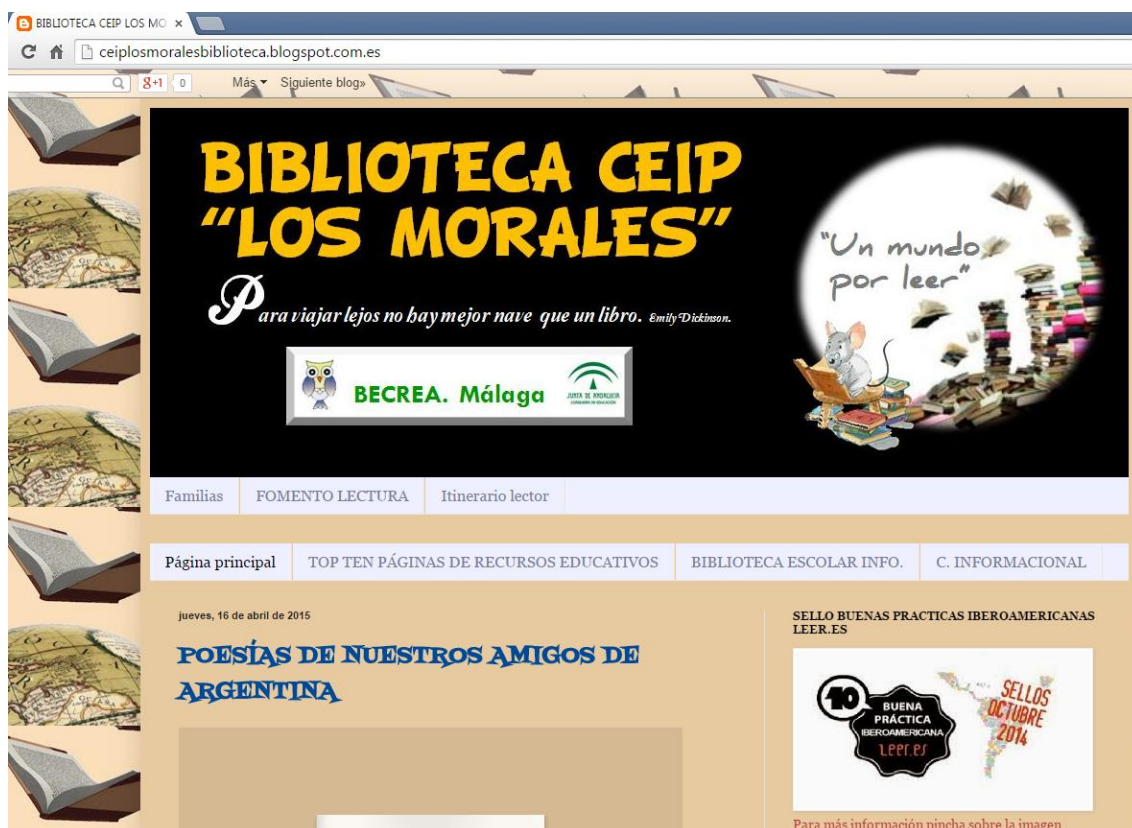 BIBLIOTECA CEIP LOS MO
ceiplosmoralesbiblioteca.blogspot.com.es
g+1 0 Más Siguiente blog»
BIBLIOTECA CEIP
"LOS MORALES"
"Un mundo
por leer"
Para viajar lejos no hay mejor nave que un libro. Emily Dickinson.
BECREA. Málaga
JUNTA DE ANDALUCIA
CONSEJERÍA DE EDUCACIÓN
Familias FOMENTO LECTURA Itinerario lector
Página principal TOP TEN PÁGINAS DE RECURSOS EDUCATIVOS BIBLIOTECA ESCOLAR INFO. C. INFORMACIONAL
jueves, 16 de abril de 2015
POESÍAS DE NUESTROS AMIGOS DE
ARGENTINA
SELLO BUENAS PRACTICAS IBEROAMERICANAS
LEER.ES
10
BUENA
PRÁCTICA
IBEROAMERICANA
Leer.es
SELLOS
OCTUBRE
2014
Para más información pincha sobre la imagen